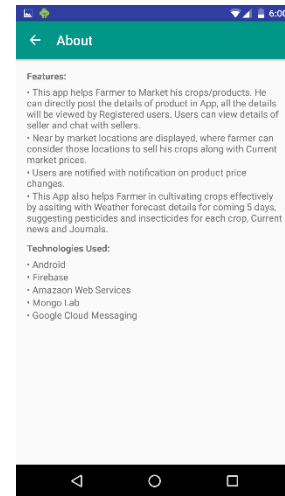 6:00
About
Features:
• This app helps Farmer to Market his crops/products. He
can directly post the details of product in App, all the details
will be viewed by Registered users. Users can view details of
seller and chat with sellers.
• Near by market locations are displayed, where farmer can
consider those locations to sell his crops along with Current
market prices.
• Users are notified with notification on product price
changes.
• This App also helps Farmer in cultivating crops effectively
by assiting with Weather forecast details for coming 5 days,
suggesting pesticides and insecticides for each crop, Current
news and Journals.
Technologies Used:
• Android
• Firebase
• Amazaon Web Services
• Mongo Lab
• Google Cloud Messaging